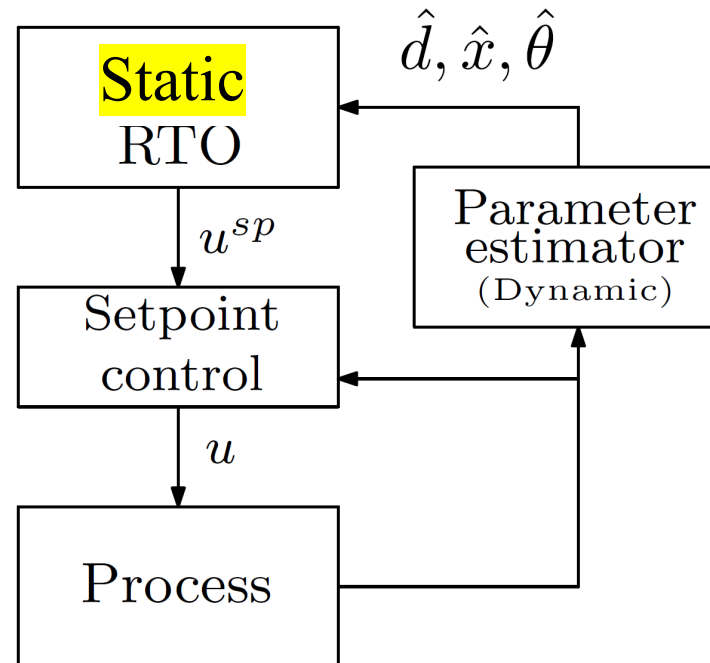 Static
RTO
d̂, x̂, θ̂
u^{sp}
Parameter
estimator
(Dynamic)
Setpoint
control
u
Process